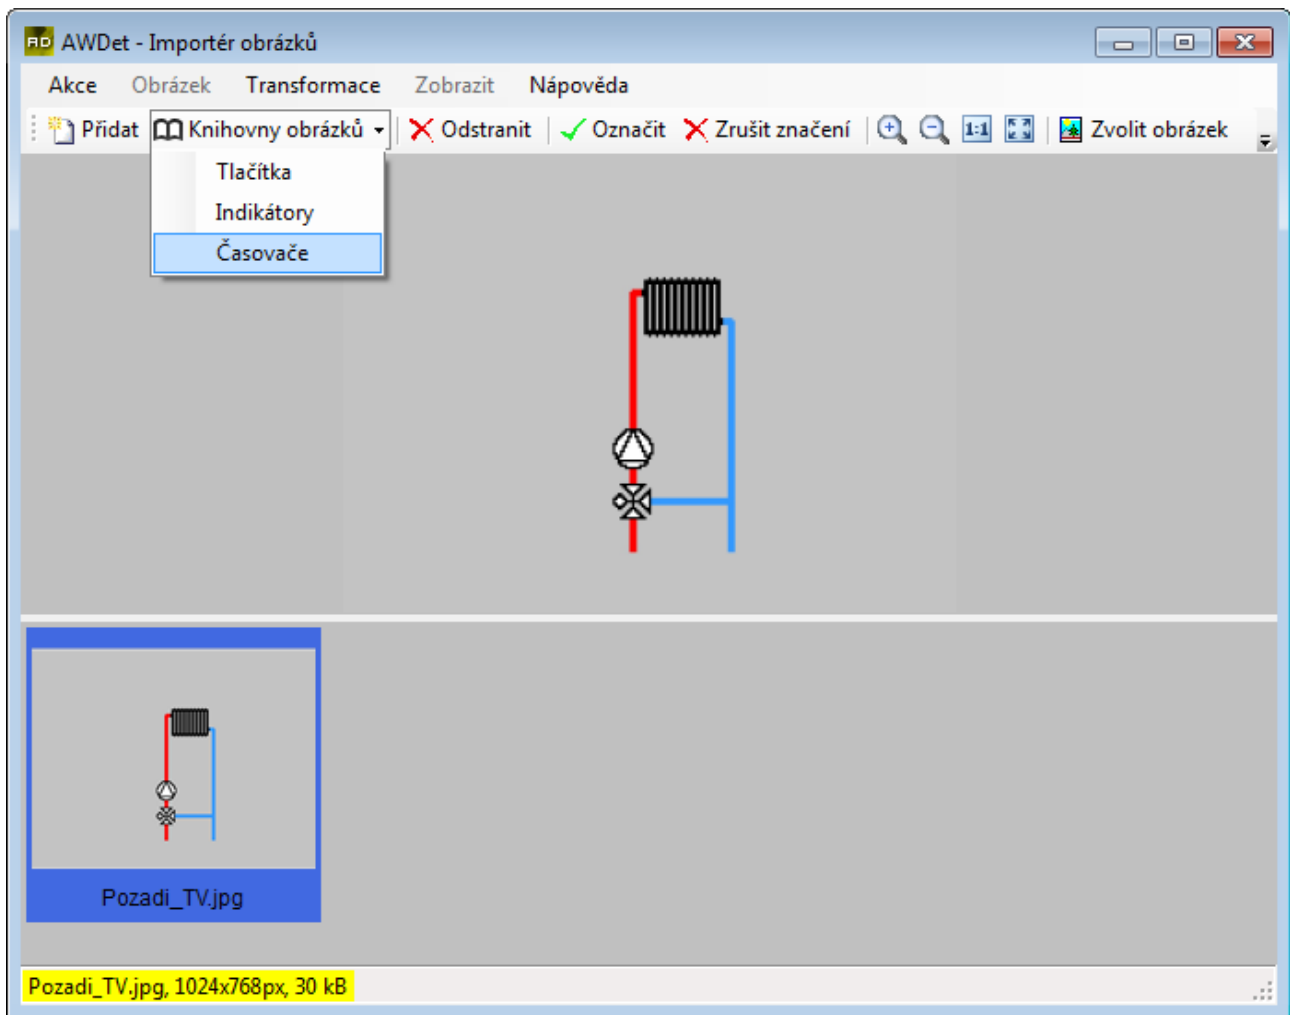 AWDet - Importér obrázků
Akce Obrázek Transformace Zobrazit Nápověda
Přidat Knihovny obrázků Odstranit Označit Zrušit značení 1:1 Zvolit obrázek
Tlačítka
Indikátory
Časovače
Pozadi_TV.jpg
Pozadi_TV.jpg, 1024x768px, 30 kB